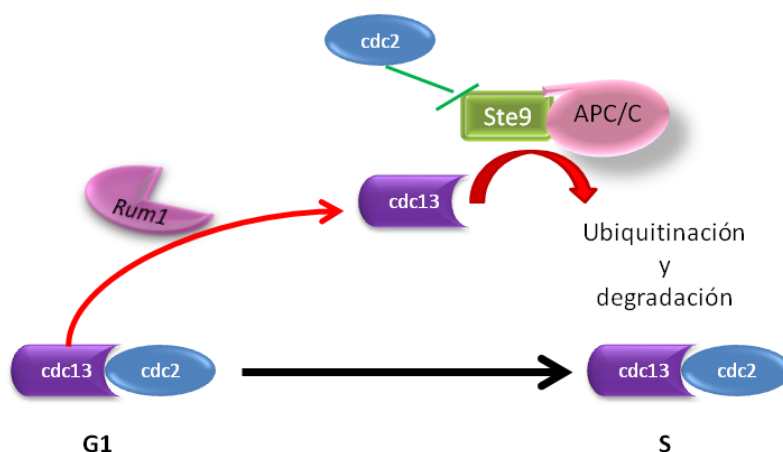 cdc2
Ste9
APC/C
Rum1
cdc13
Ubiquitinación
y
degradación
cdc13
cdc2
cdc13
cdc2
G1
S